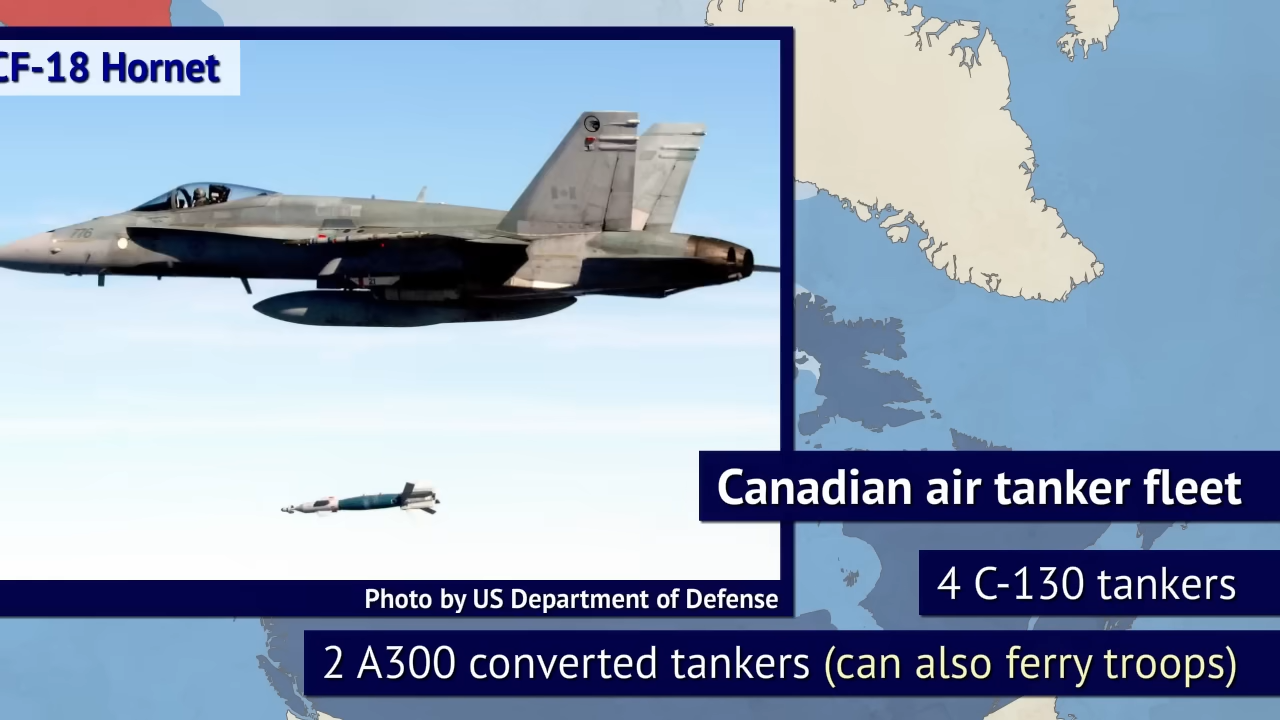 CF-18 Hornet
776
Photo by US Department of Defense
Canadian air tanker fleet
4 C-130 tankers
2 A300 converted tankers (can also ferry troops)